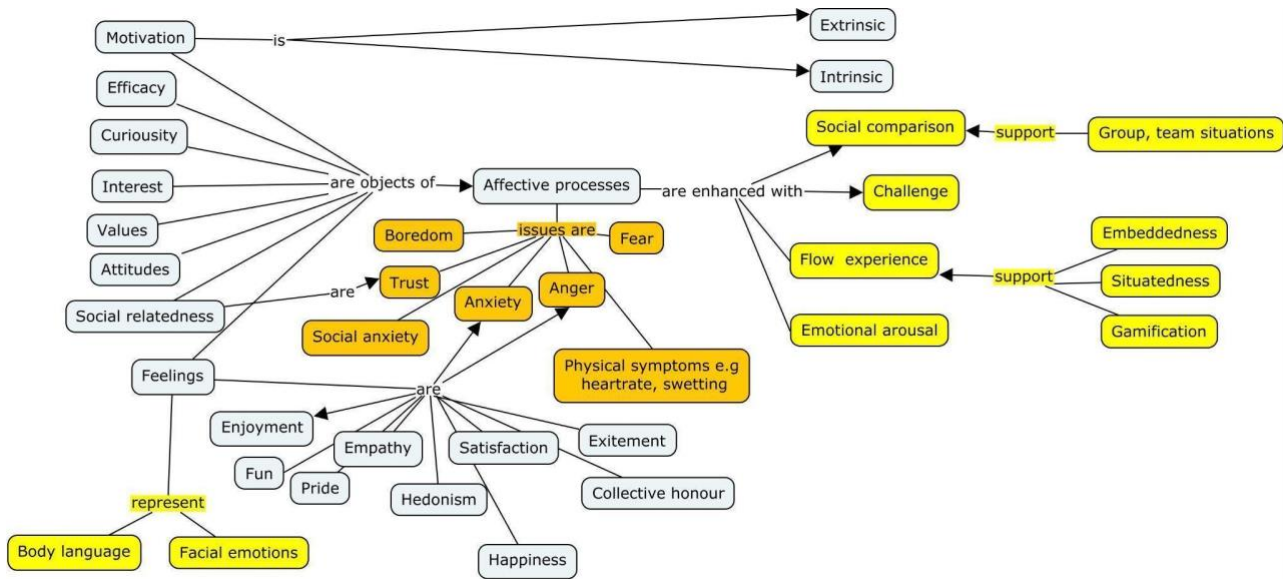 Motivation
is
Extrinsic
Intrinsic
Efficacy
Curiousity
Interest
Values
Attitudes
Social relatedness
Feelings
are objects of
Affective processes
are enhanced with
Social comparison
support
Group, team situations
Challenge
Flow experience
support
Embeddedness
Situatedness
Gamification
Emotional arousal
issues are
Boredom
Fear
are
Trust
Anxiety
Anger
Social anxiety
Physical symptoms e.g
heartrate, swetting
are
Enjoyment
Fun
Pride
Empathy
Hedonism
Satisfaction
Exitement
Collective honour
Happiness
represent
Body language
Facial emotions